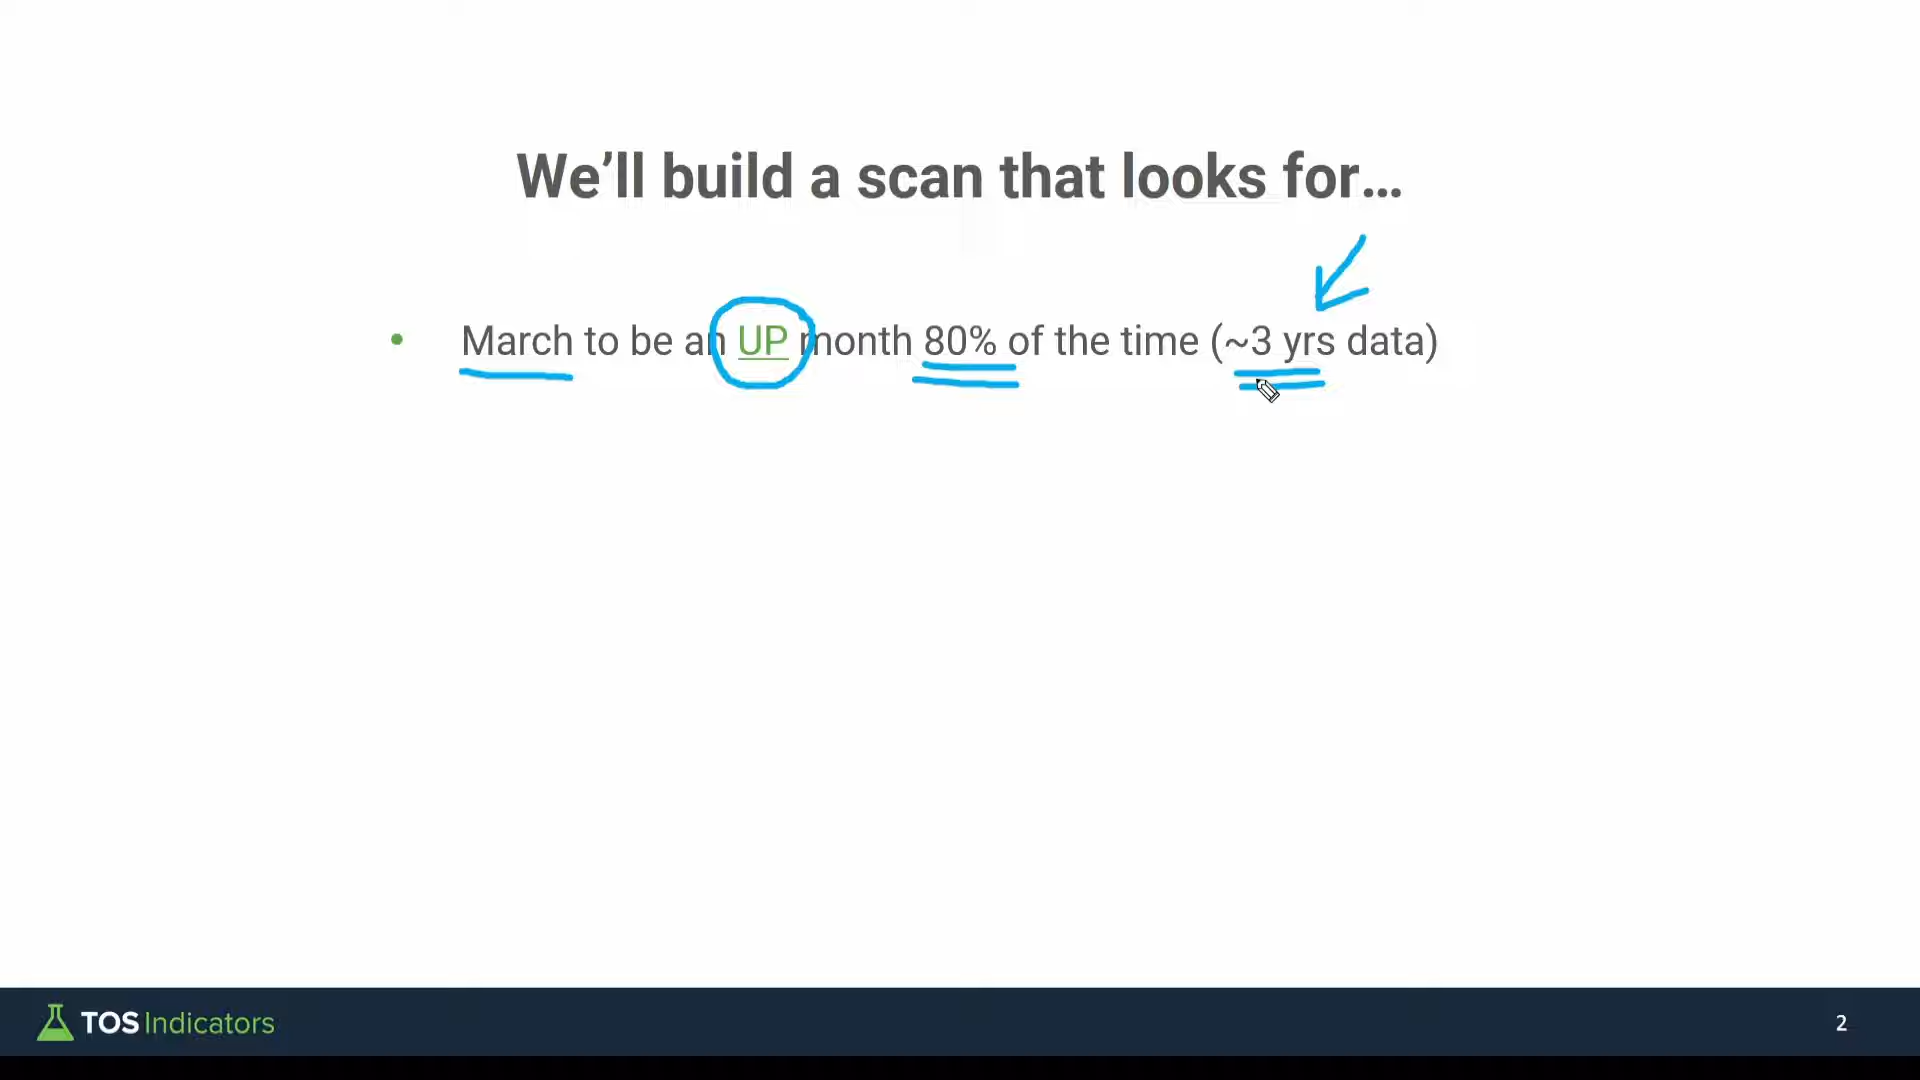 We’ll build a scan that looks for…
• March to be an UP month 80% of the time (~3 yrs data)
TOS Indicators
2